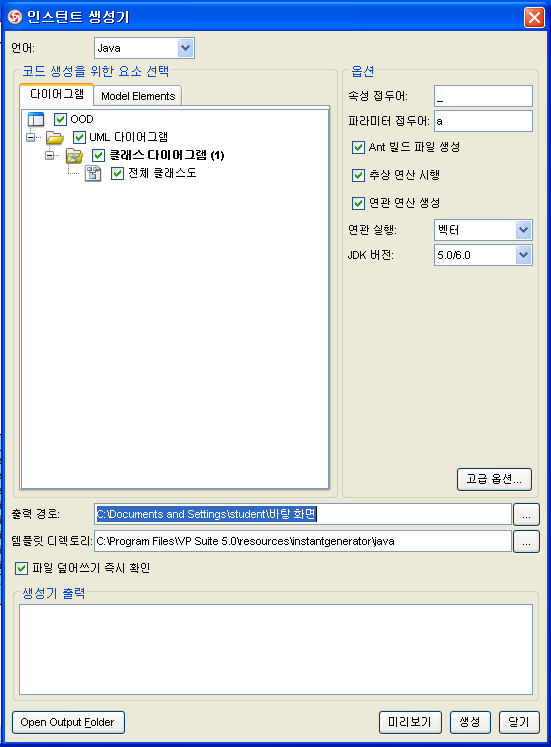 인스턴트 생성기
언어: Java
코드 생성을 위한 요소 선택
다이어그램 Model Elements
OOD
UML 다이어그램
클래스 다이어그램 (1)
전체 클래스도
옵션
속성 접두어: _
파라미터 접두어: a
Ant 빌드 파일 생성
추상 연산 시행
연관 연산 생성
연관 실행: 벡터
JDK 버전: 5.0/6.0
고급 옵션...
출력 경로: C:\Documents and Settings\student\바탕 화면 ...
템플릿 디렉토리: C:\Program Files\VP Suite 5.0\resources\instantgenerator\java ...
파일 덮어쓰기 즉시 확인
생성기 출력
Open Output Folder 미리보기 생성 닫기